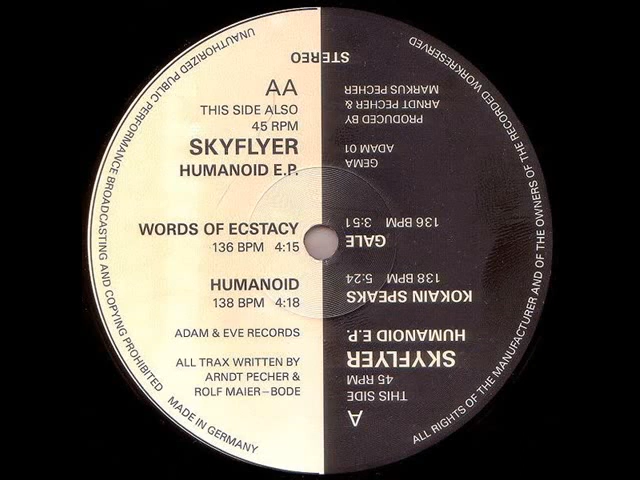 STEREO
AA
THIS SIDE ALSO
45 RPM
SKYFLYER
HUMANOID E.P.
WORDS OF ECSTACY
136 BPM 4:15
HUMANOID
138 BPM 4:18
ADAM & EVE RECORDS
ALL TRAX WRITTEN BY
ARNDT PECHER &
ROLF MAIER–BODE
A
THIS SIDE
45 RPM
SKYFLYER
HUMANOID E.P.
KOKAIN SPEAKS
138 BPM 5:24
GALE
136 BPM 3:51
GEMA
ADAM 01
PRODUCED BY
ARNDT PECHER &
MARKUS PECHER
ALL RIGHTS OF THE MANUFACTURER AND OF THE OWNERS OF THE RECORDED WORKRESERVED
UNAUTHORIZED PUBLIC PERFORMANCE BROADCASTING AND COPYING PROHIBITED
MADE IN GERMANY